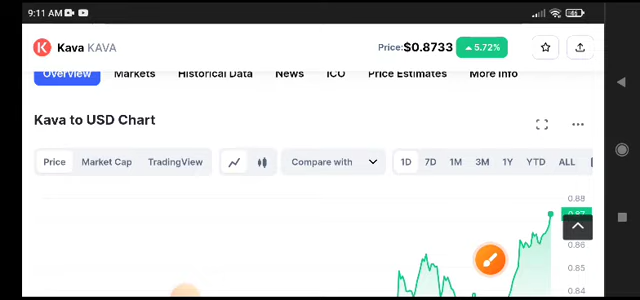 9:11 AM
Kava KAVA
Price: $0.8733 5.72%
Overview Markets Historical Data News ICO Price Estimates More Info
Kava to USD Chart
Price Market Cap TradingView Compare with 1D 7D 1M 3M 1Y YTD ALL
0.88
0.87
0.86
0.85
0.84